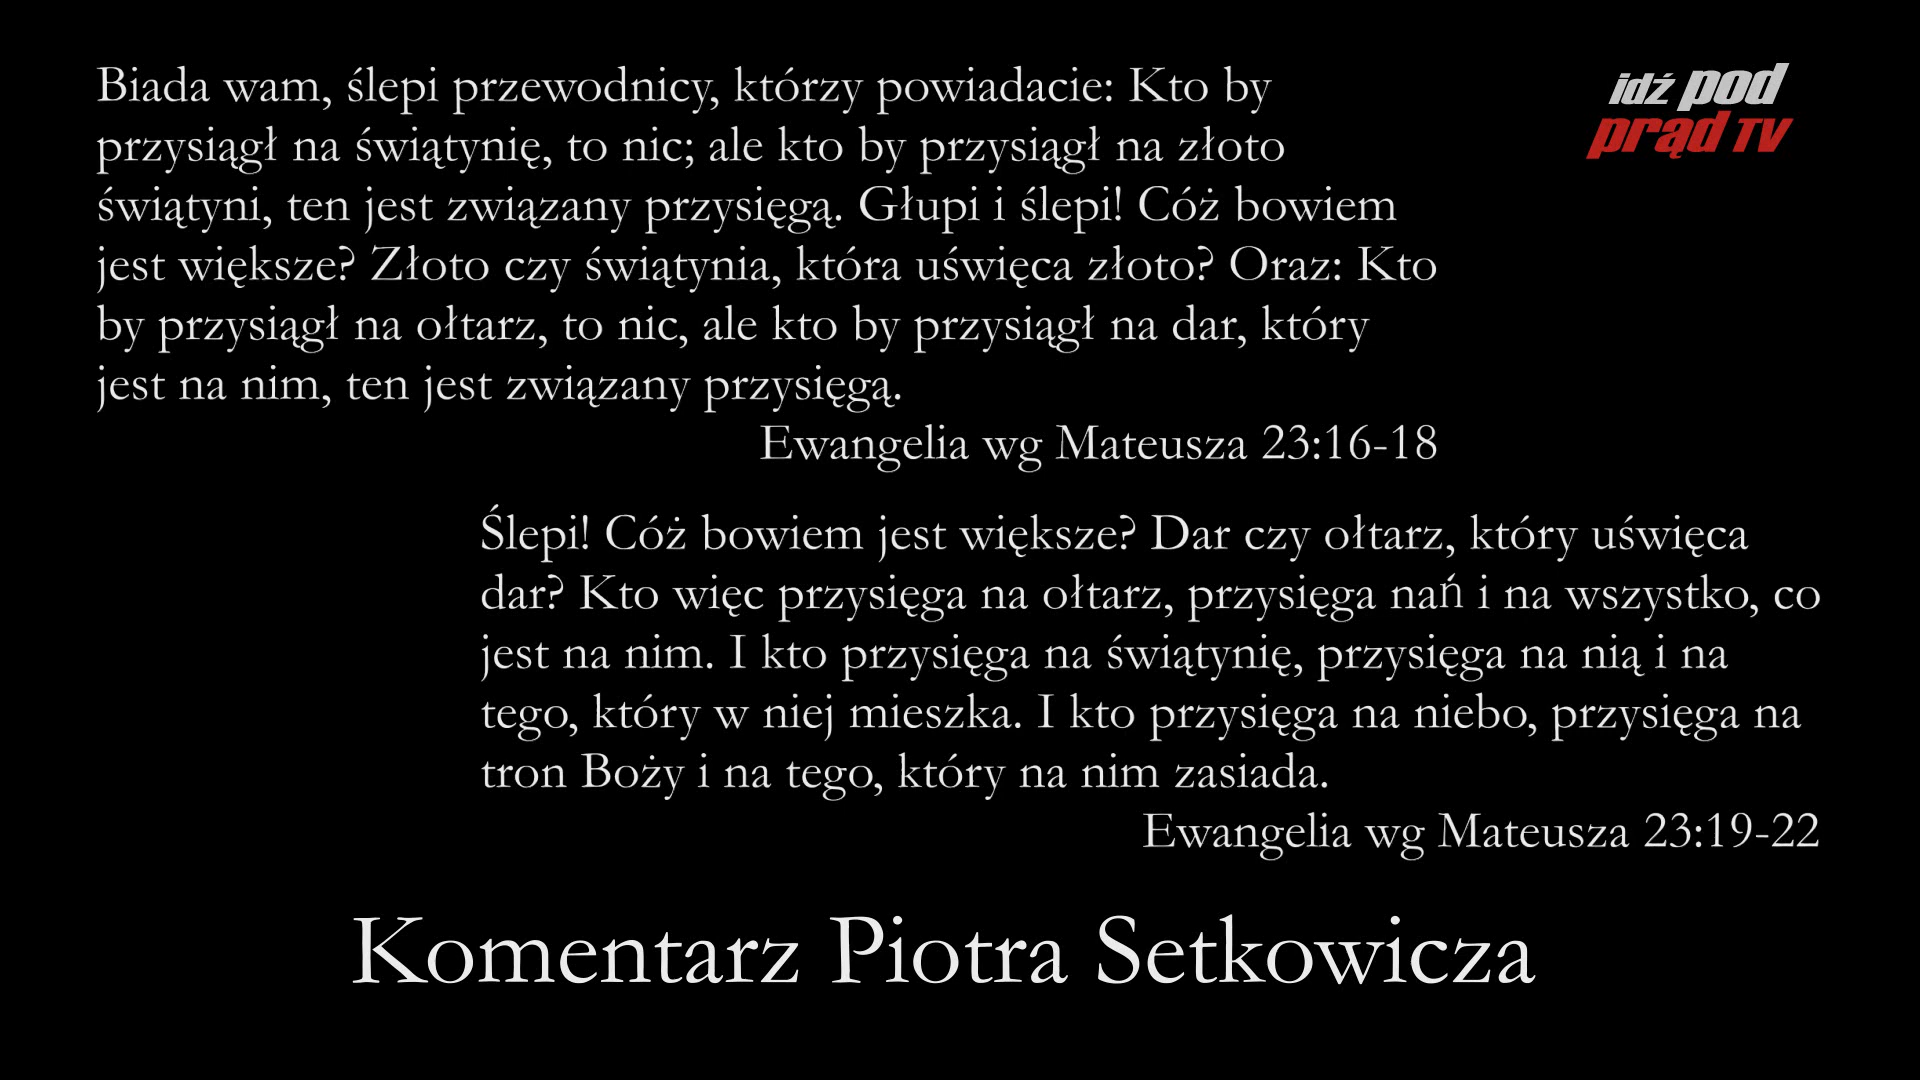 Biada wam, ślepi przewodnicy, którzy powiadacie: Kto by
przysiągł na świątynię, to nic; ale kto by przysiągł na złoto
świątyni, ten jest związany przysięgą. Głupi i ślepi! Cóż bowiem
jest większe? Złoto czy świątynia, która uświęca złoto? Oraz: Kto
by przysiągł na ołtarz, to nic, ale kto by przysiągł na dar, który
jest na nim, ten jest związany przysięgą.
Ewangelia wg Mateusza 23:16-18
idź pod
prąd TV
Ślepi! Cóż bowiem jest większe? Dar czy ołtarz, który uświęca
dar? Kto więc przysięga na ołtarz, przysięga nań i na wszystko, co
jest na nim. I kto przysięga na świątynię, przysięga na nią i na
tego, który w niej mieszka. I kto przysięga na niebo, przysięga na
tron Boży i na tego, który na nim zasiada.
Ewangelia wg Mateusza 23:19-22
Komentarz Piotra Setkowicza